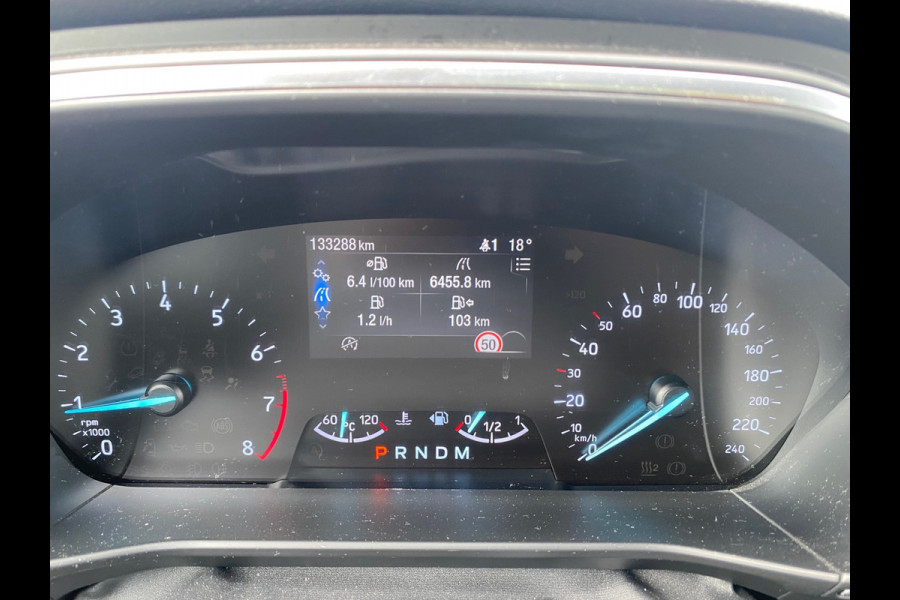 133288 km 1 18°
6.4 l/100 km 6455.8 km
1.2 l/h 103 km
50
0 1 2 3 4 5 6 7 8
rpm
x1000
60 °C 120
0 1/2 1
P R N D M
0 10 20 30 40 50 60 80 100 120 140 160 180 200 220 240
km/h